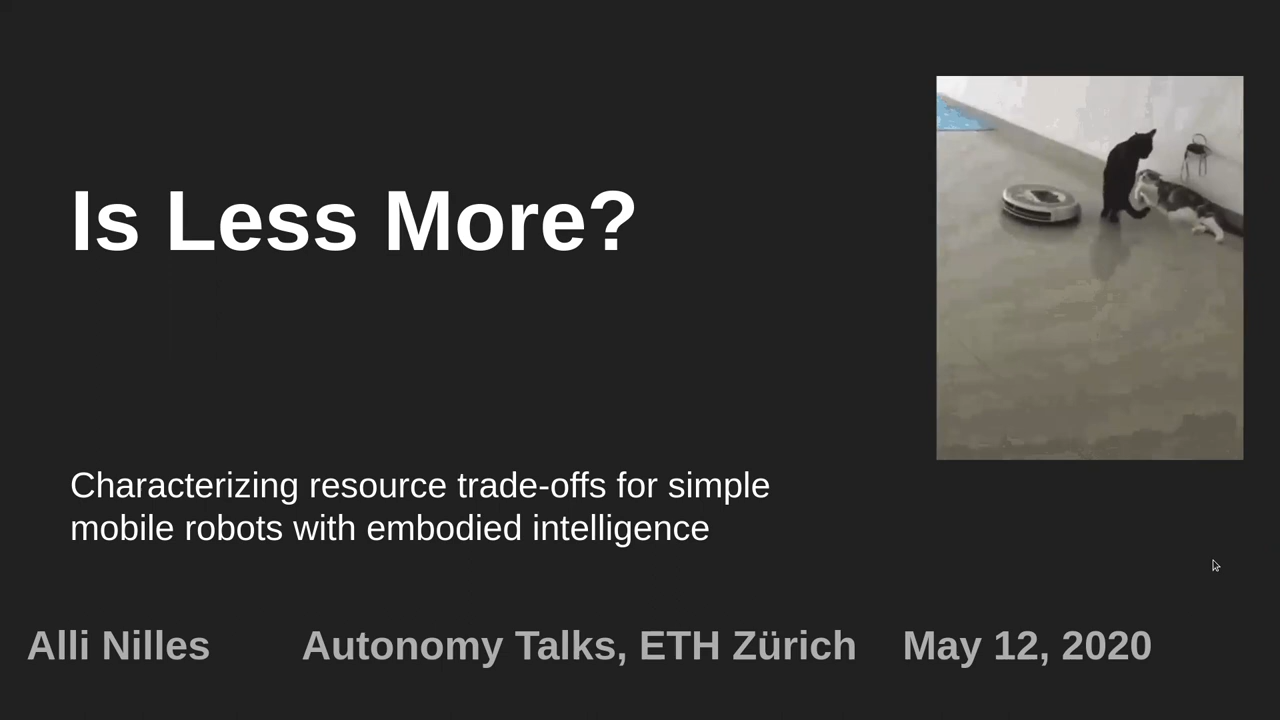 Is Less More?
Characterizing resource trade-offs for simple
mobile robots with embodied intelligence
Alli Nilles
Autonomy Talks, ETH Zürich
May 12, 2020